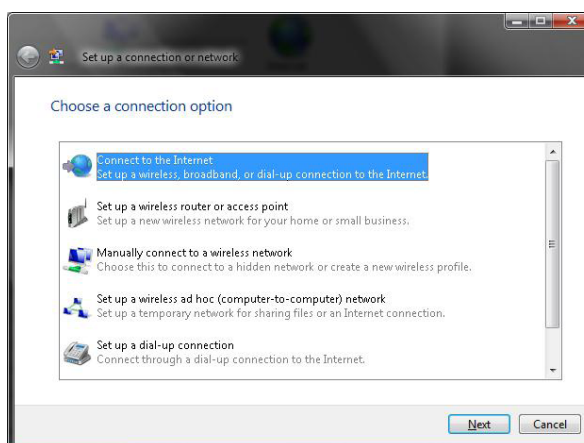 Set up a connection or network
Choose a connection option
Connect to the Internet
Set up a wireless, broadband, or dial-up connection to the Internet.
Set up a wireless router or access point
Set up a new wireless network for your home or small business.
Manually connect to a wireless network
Choose this to connect to a hidden network or create a new wireless profile.
Set up a wireless ad hoc (computer-to-computer) network
Set up a temporary network for sharing files or an Internet connection.
Set up a dial-up connection
Connect through a dial-up connection to the Internet.
Next Cancel